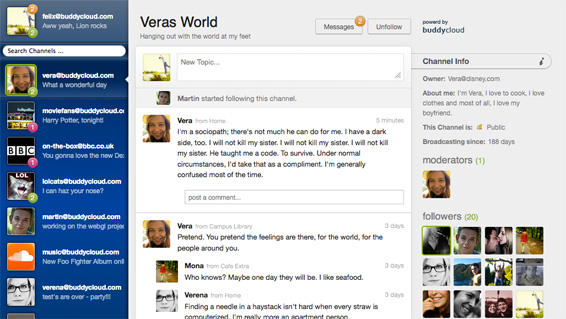 2
felix@buddycloud.com
Aww yeah, Lion rocks
2
Search Channels ...
vera@buddycloud.com
What a wonderful day
2
moviefans@buddycloud.c
Harry Potter, tonight!
1
BBC
on-the-box@bbc.co.uk
You gonna love the new De
1
LOL
lolcats@buddycloud.com
can haz your nose?
2
martin@buddycloud.com
working on the webgl proje
music@buddycloud.com
New Foo Fighter Album onl
verena@buddycloud.com
test's are over - party!!!
Veras World
Hanging out with the world at my feet
Messages
2
Unfollow
New Topic...
Martin started following this channel.
Vera from Home
5 minutes
I'm a sociopath; there's not much he can do for me. I have a dark
side, too. I will not kill my sister. I will not kill my sister. I will not
kill my sister. He taught me a code. To survive. Under normal
circumstances, I'd take that as a compliment. I'm generally
confused most of the time.
post a comment...
Vera from Campus Library
3 days
Pretend. You pretend the feelings are there, for the world, for the
people around you.
Mona from Cafe Extra
3 days
Who knows? Maybe one day they will be. I like seafood.
Verena from Home
3 days
Finding a needle in a haystack isn't hard when every straw is
computerized. I'm really more an apartment person.
powered by
buddycloud
Channel Info
i
Owner: Vera@disney.com
About me: I'm Vera, I love to cook, i love
clothes and most of all, I love my
boyfriend.
This Channel is: Public
Broadcasting since: 188 days
moderators (1)
followers (20)